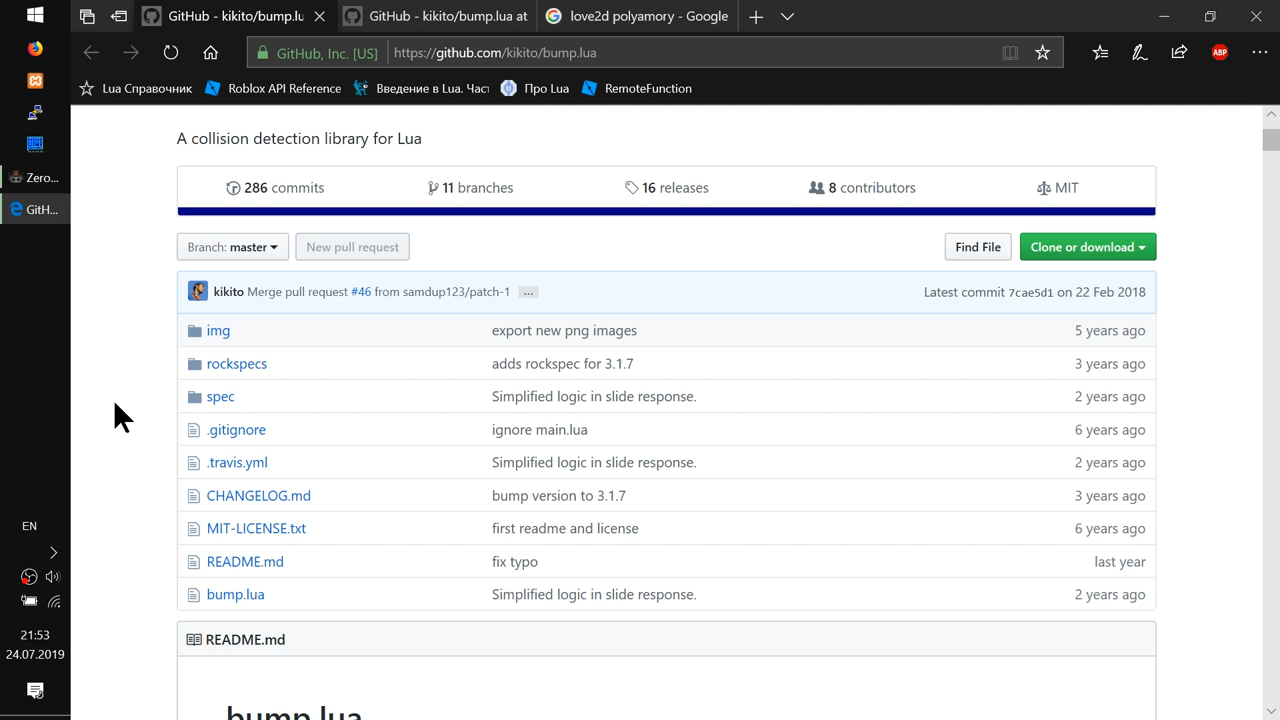 GitHub - kikito/bump.lu
GitHub - kikito/bump.lua at
love2d polyamory - Google
GitHub, Inc. [US]
https://github.com/kikito/bump.lua
ABP
Lua Справочник
Roblox API Reference
Введение в Lua. Част
Про Lua
RemoteFunction
Zero...
GitH...
EN
21:53
24.07.2019
A collision detection library for Lua
286 commits
11 branches
16 releases
8 contributors
MIT
Branch: master
New pull request
Find File
Clone or download
kikito Merge pull request #46 from samdup123/patch-1 ...
Latest commit 7cae5d1 on 22 Feb 2018
img export new png images 5 years ago
rockspecs adds rockspec for 3.1.7 3 years ago
spec Simplified logic in slide response. 2 years ago
.gitignore ignore main.lua 6 years ago
.travis.yml Simplified logic in slide response. 2 years ago
CHANGELOG.md bump version to 3.1.7 3 years ago
MIT-LICENSE.txt first readme and license 6 years ago
README.md fix typo last year
bump.lua Simplified logic in slide response. 2 years ago
README.md
bump.lua